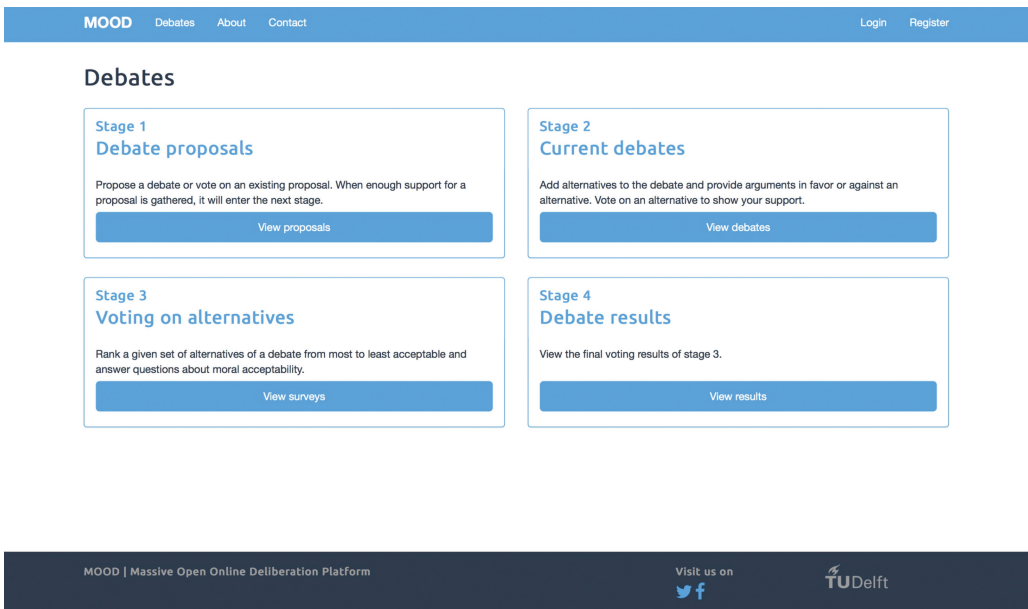 MOOD Debates About Contact Login Register
Debates
Stage 1
Debate proposals
Propose a debate or vote on an existing proposal. When enough support for a
proposal is gathered, it will enter the next stage.
View proposals
Stage 2
Current debates
Add alternatives to the debate and provide arguments in favor or against an
alternative. Vote on an alternative to show your support.
View debates
Stage 3
Voting on alternatives
Rank a given set of alternatives of a debate from most to least acceptable and
answer questions about moral acceptability.
View surveys
Stage 4
Debate results
View the final voting results of stage 3.
View results
MOOD | Massive Open Online Deliberation Platform
Visit us on
TUDelft